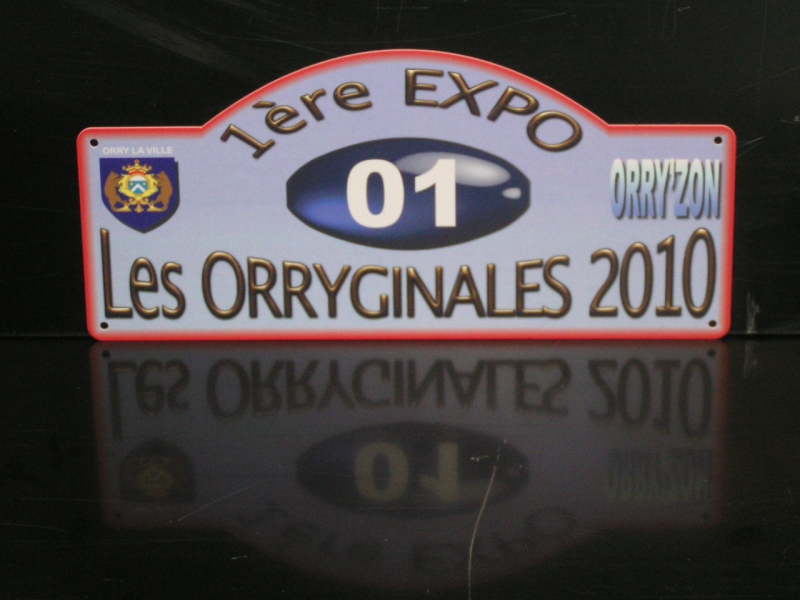 1ère EXPO
ORRY LA VILLE
01
ORRY'ZON
Les ORRYGINALES 2010